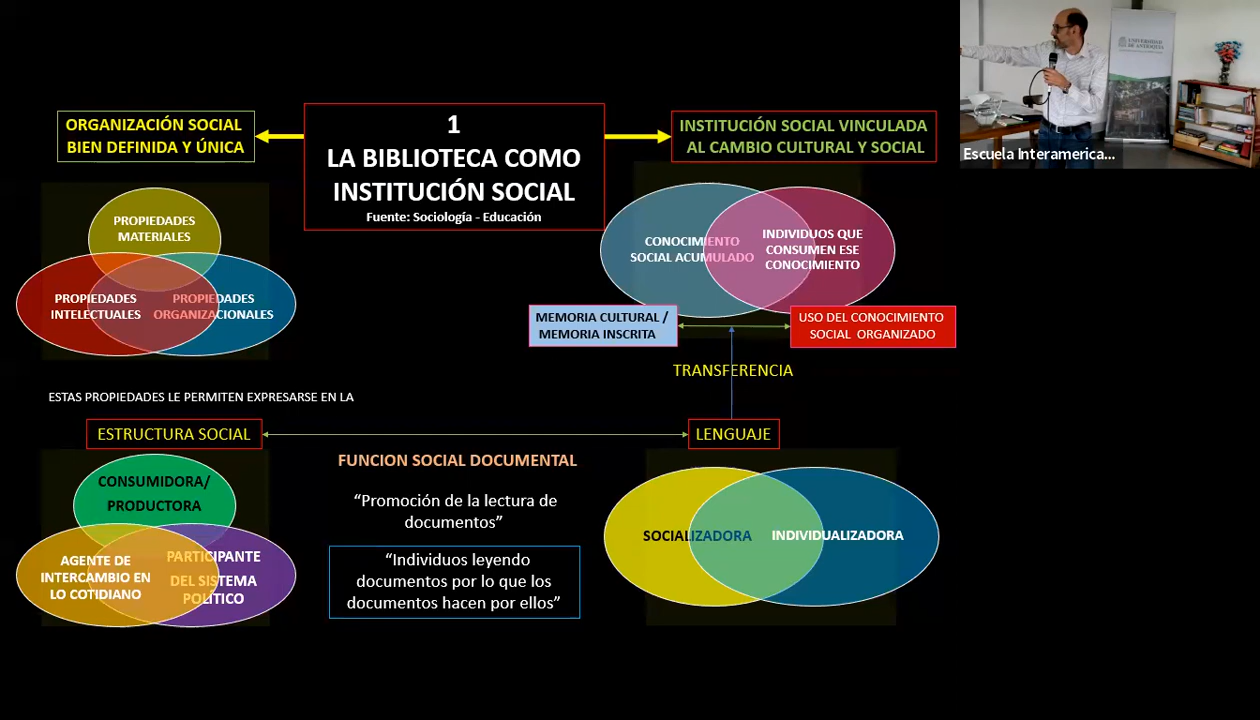 1
LA BIBLIOTECA COMO
INSTITUCIÓN SOCIAL
Fuente: Sociología - Educación
ORGANIZACIÓN SOCIAL
BIEN DEFINIDA Y ÚNICA
INSTITUCIÓN SOCIAL VINCULADA
AL CAMBIO CULTURAL Y SOCIAL
UNIVERSIDAD
DE ANTIOQUIA
Escuela Interamerica...
PROPIEDADES
MATERIALES
PROPIEDADES
INTELECTUALES
PROPIEDADES
ORGANIZACIONALES
CONOCIMIENTO
SOCIAL ACUMULADO
INDIVIDUOS QUE
CONSUMEN ESE
CONOCIMIENTO
MEMORIA CULTURAL /
MEMORIA INSCRITA
USO DEL CONOCIMIENTO
SOCIAL ORGANIZADO
TRANSFERENCIA
ESTAS PROPIEDADES LE PERMITEN EXPRESARSE EN LA
ESTRUCTURA SOCIAL
LENGUAJE
FUNCION SOCIAL DOCUMENTAL
“Promoción de la lectura de
documentos”
“Individuos leyendo
documentos por lo que los
documentos hacen por ellos”
CONSUMIDORA/
PRODUCTORA
AGENTE DE
INTERCAMBIO EN
LO COTIDIANO
PARTICIPANTE
DEL SISTEMA
POLITICO
SOCIALIZADORA
INDIVIDUALIZADORA